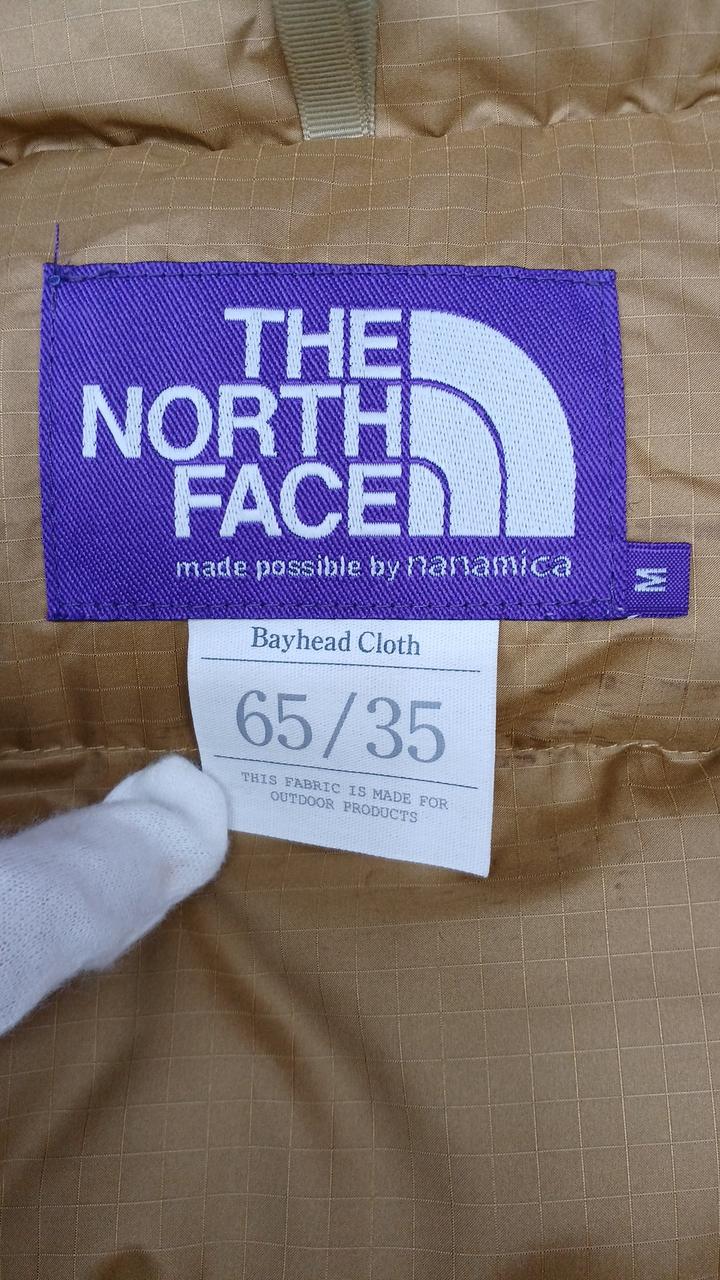 THE
NORTH
FACE
made possible by nanamica
M
Bayhead Cloth
65/35
THIS FABRIC IS MADE FOR
OUTDOOR PRODUCTS